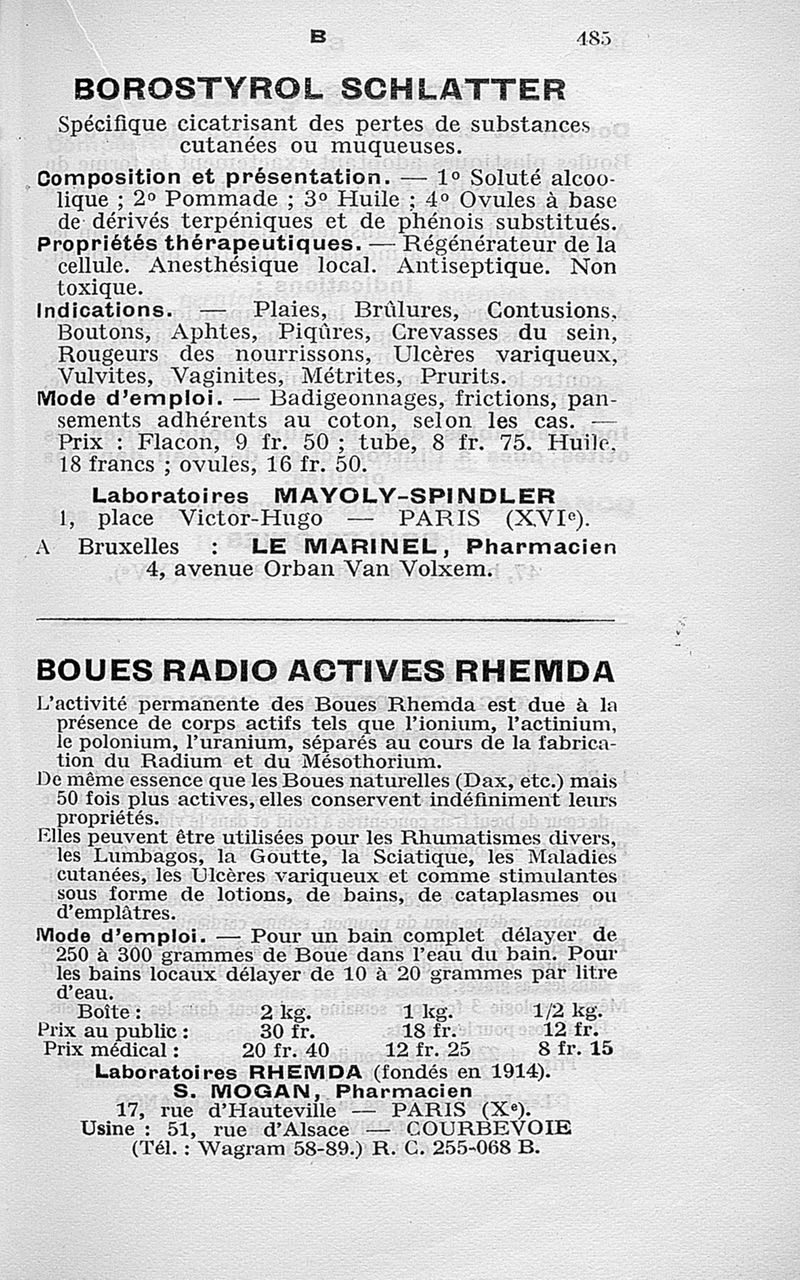 B 485
BOROSTYROL SCHLATTER
Spécifique cicatrisant des pertes de substances
cutanées ou muqueuses.
Composition et présentation. — 1º Soluté alcoo-
lique ; 2º Pommade ; 3º Huile ; 4º Ovules à base
de dérivés terpéniques et de phénois substitués.
Propriétés thérapeutiques. — Régénérateur de la
cellule. Anesthésique local. Antiseptique. Non
toxique.
Indications. — Plaies, Brûlures, Contusions,
Boutons, Aphtes, Piqûres, Crevasses du sein,
Rougeurs des nourrissons, Ulcères variqueux,
Vulvites, Vaginites, Métrites, Prurits.
Mode d'emploi. — Badigeonnages, frictions, pan-
sements adhérents au coton, selon les cas. —
Prix : Flacon, 9 fr. 50 ; tube, 8 fr. 75. Huile,
18 francs ; ovules, 16 fr. 50.
Laboratoires MAYOLY-SPINDLER
1, place Victor-Hugo — PARIS (XVIe).
A Bruxelles : LE MARINEL, Pharmacien
4, avenue Orban Van Volxem.
BOUES RADIO ACTIVES RHEMDA
L'activité permanente des Boues Rhemda est due à la
présence de corps actifs tels que l'ionium, l'actinium,
le polonium, l'uranium, séparés au cours de la fabrica-
tion du Radium et du Mésothorium.
De même essence que les Boues naturelles (Dax, etc.) mais
50 fois plus actives, elles conservent indéfiniment leurs
propriétés.
Elles peuvent être utilisées pour les Rhumatismes divers,
les Lumbagos, la Goutte, la Sciatique, les Maladies
cutanées, les Ulcères variqueux et comme stimulantes
sous forme de lotions, de bains, de cataplasmes ou
d'emplâtres.
Mode d'emploi. — Pour un bain complet délayer de
250 à 300 grammes de Boue dans l'eau du bain. Pour
les bains locaux délayer de 10 à 20 grammes par litre
d'eau.
Boîte : 2 kg. 1 kg. 1/2 kg.
Prix au public : 30 fr. 18 fr. 12 fr.
Prix médical : 20 fr. 40 12 fr. 25 8 fr. 15
Laboratoires RHEMDA (fondés en 1914).
S. MOGAN, Pharmacien
17, rue d'Hauteville — PARIS (Xe).
Usine : 51, rue d'Alsace — COURBEVOIE
(Tél. : Wagram 58-89.) R. C. 255-068 B.